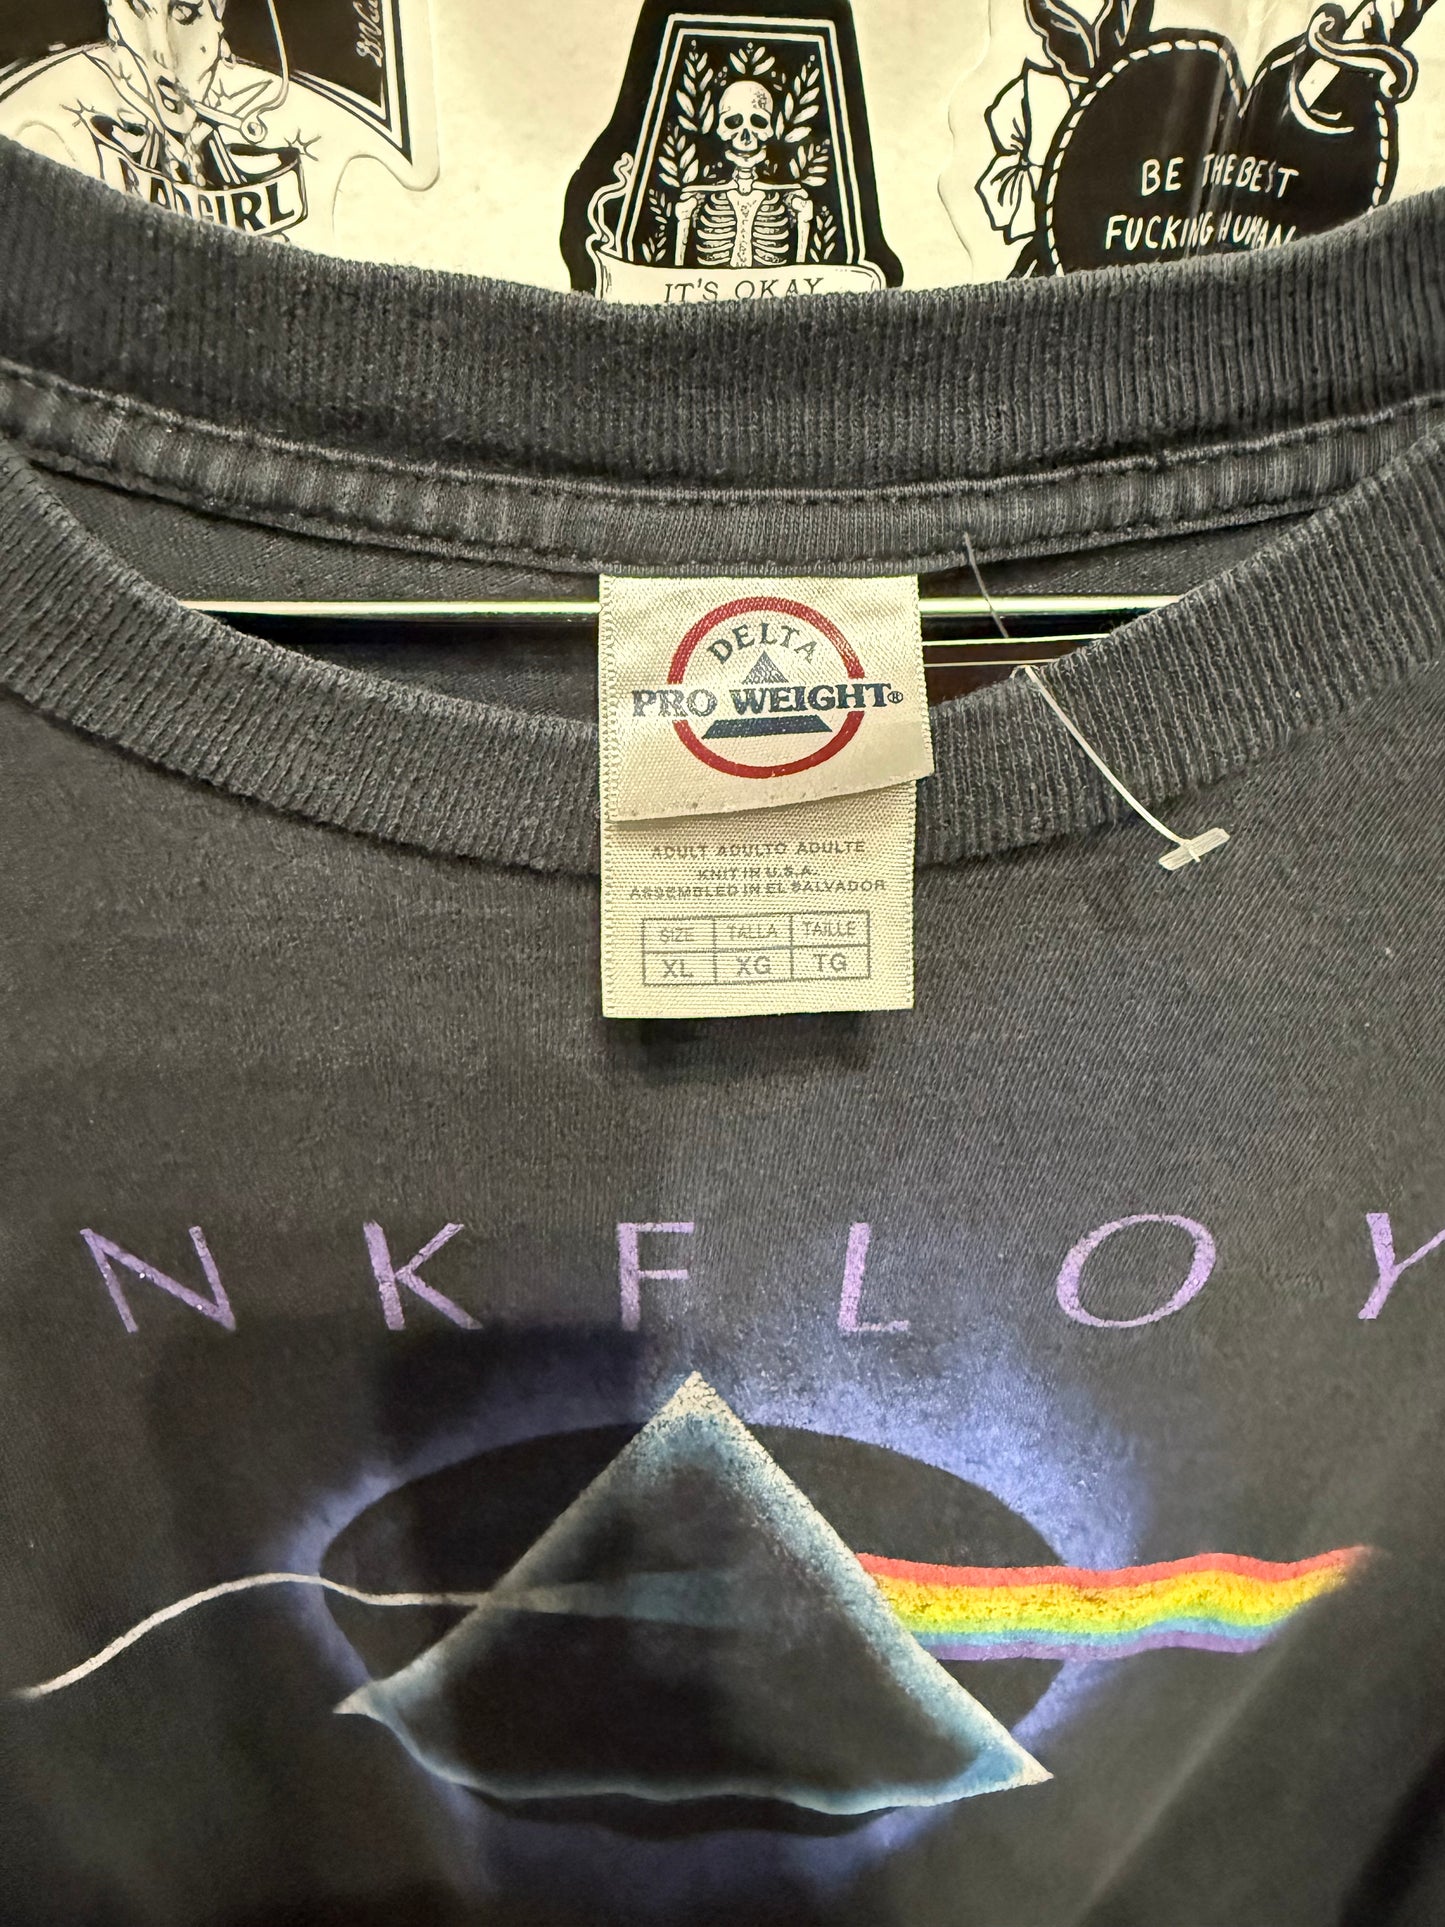 BADGIRL
IT'S OKAY
BE THE BEST
FUCKING HUMAN
DELTA
PRO WEIGHT®
ADULT ADULTO ADULTE
KNIT IN U.S.A.
ASSEMBLED IN EL SALVADOR
SIZE TALLA TAILLE
XL XG TG
NK FLOY